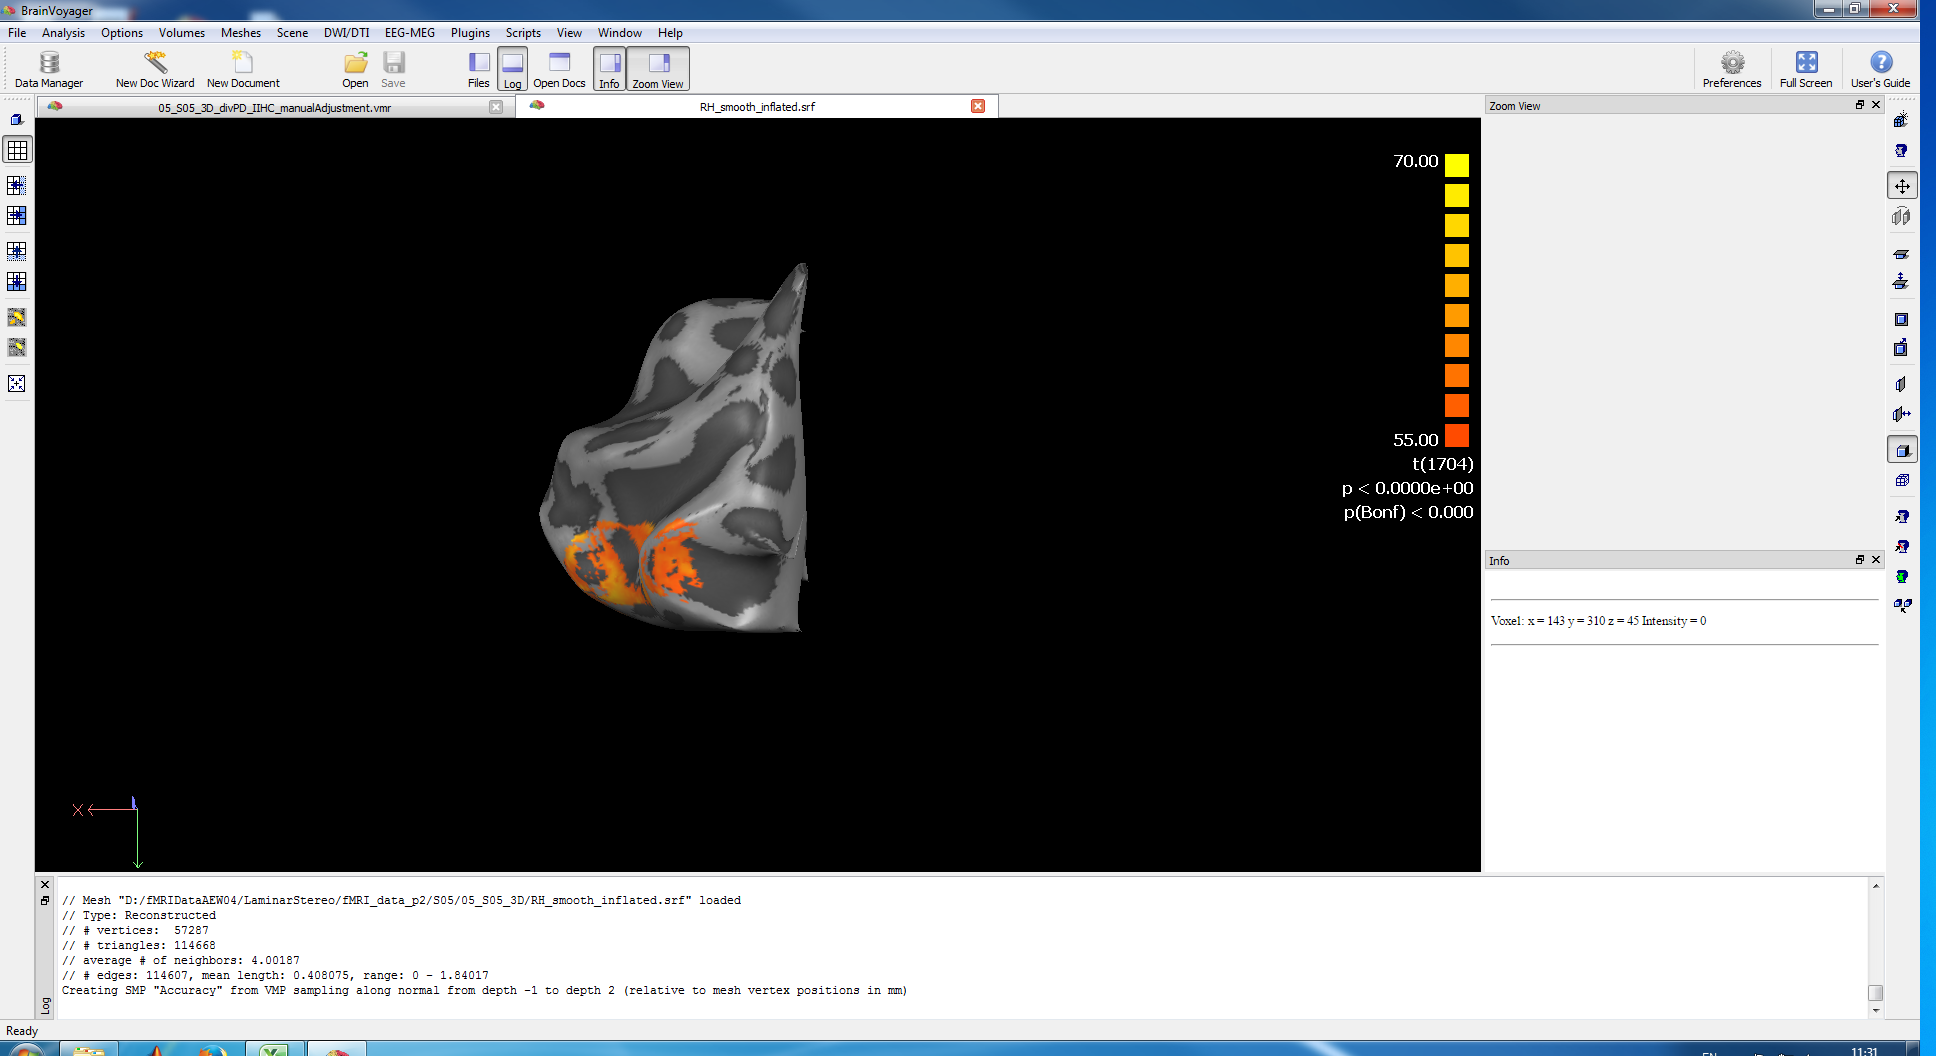 BrainVoyager
File Analysis Options Volumes Meshes Scene DWI/DTI EEG-MEG Plugins Scripts View Window Help
Data Manager New Doc Wizard New Document Open Save Files Log Open Docs Info Zoom View Preferences Full Screen User's Guide
05_S05_3D_divPD_IIHC_manualAdjustment.vmr RH_smooth_inflated.srf
Zoom View
70.00
55.00
t(1704)
p < 0.0000e+00
p(Bonf) < 0.000
Info
Voxel: x = 143 y = 310 z = 45 Intensity = 0
X
// Mesh "D:/fMRIDataAEW04/LaminarStereo/fMRI_data_p2/S05/05_S05_3D/RH_smooth_inflated.srf" loaded
// Type: Reconstructed
// # vertices: 57287
// # triangles: 114668
// average # of neighbors: 4.00187
// # edges: 114607, mean length: 0.408075, range: 0 - 1.84017
Creating SMP "Accuracy" from VMP sampling along normal from depth -1 to depth 2 (relative to mesh vertex positions in mm)
Log
Ready
11:31